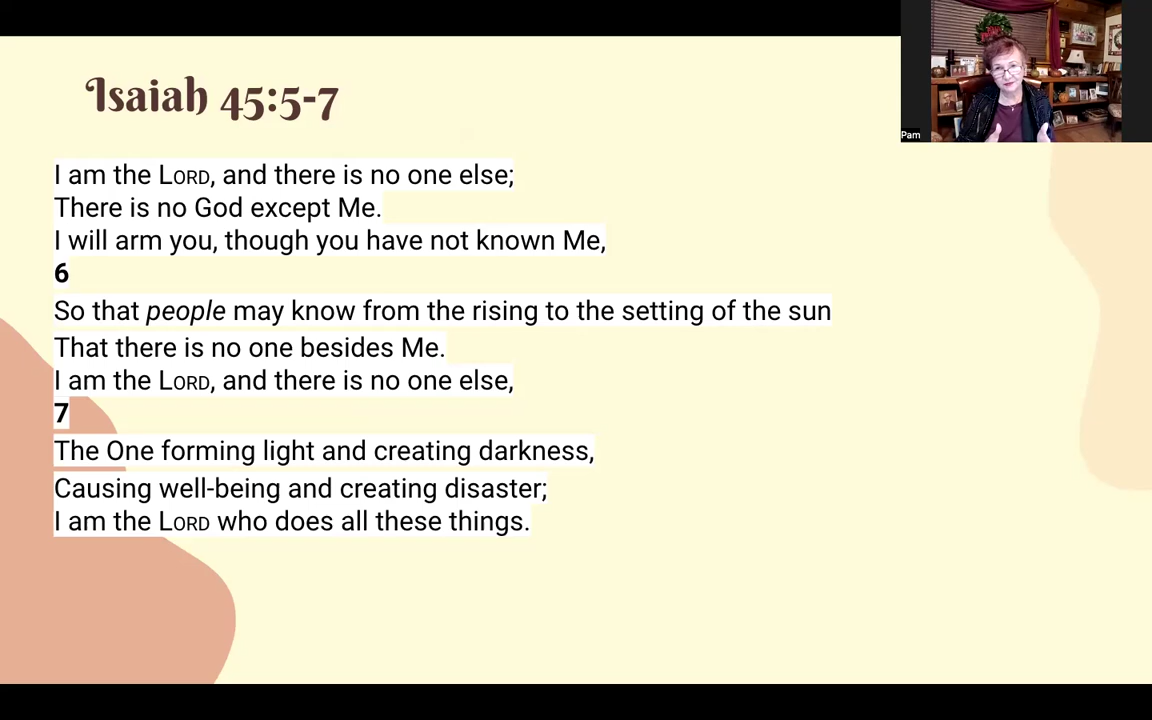 Isaiah 45:5-7
I am the LORD, and there is no one else;
There is no God except Me.
I will arm you, though you have not known Me,
6
So that people may know from the rising to the setting of the sun
That there is no one besides Me.
I am the LORD, and there is no one else,
7
The One forming light and creating darkness,
Causing well-being and creating disaster;
I am the LORD who does all these things.
Pam